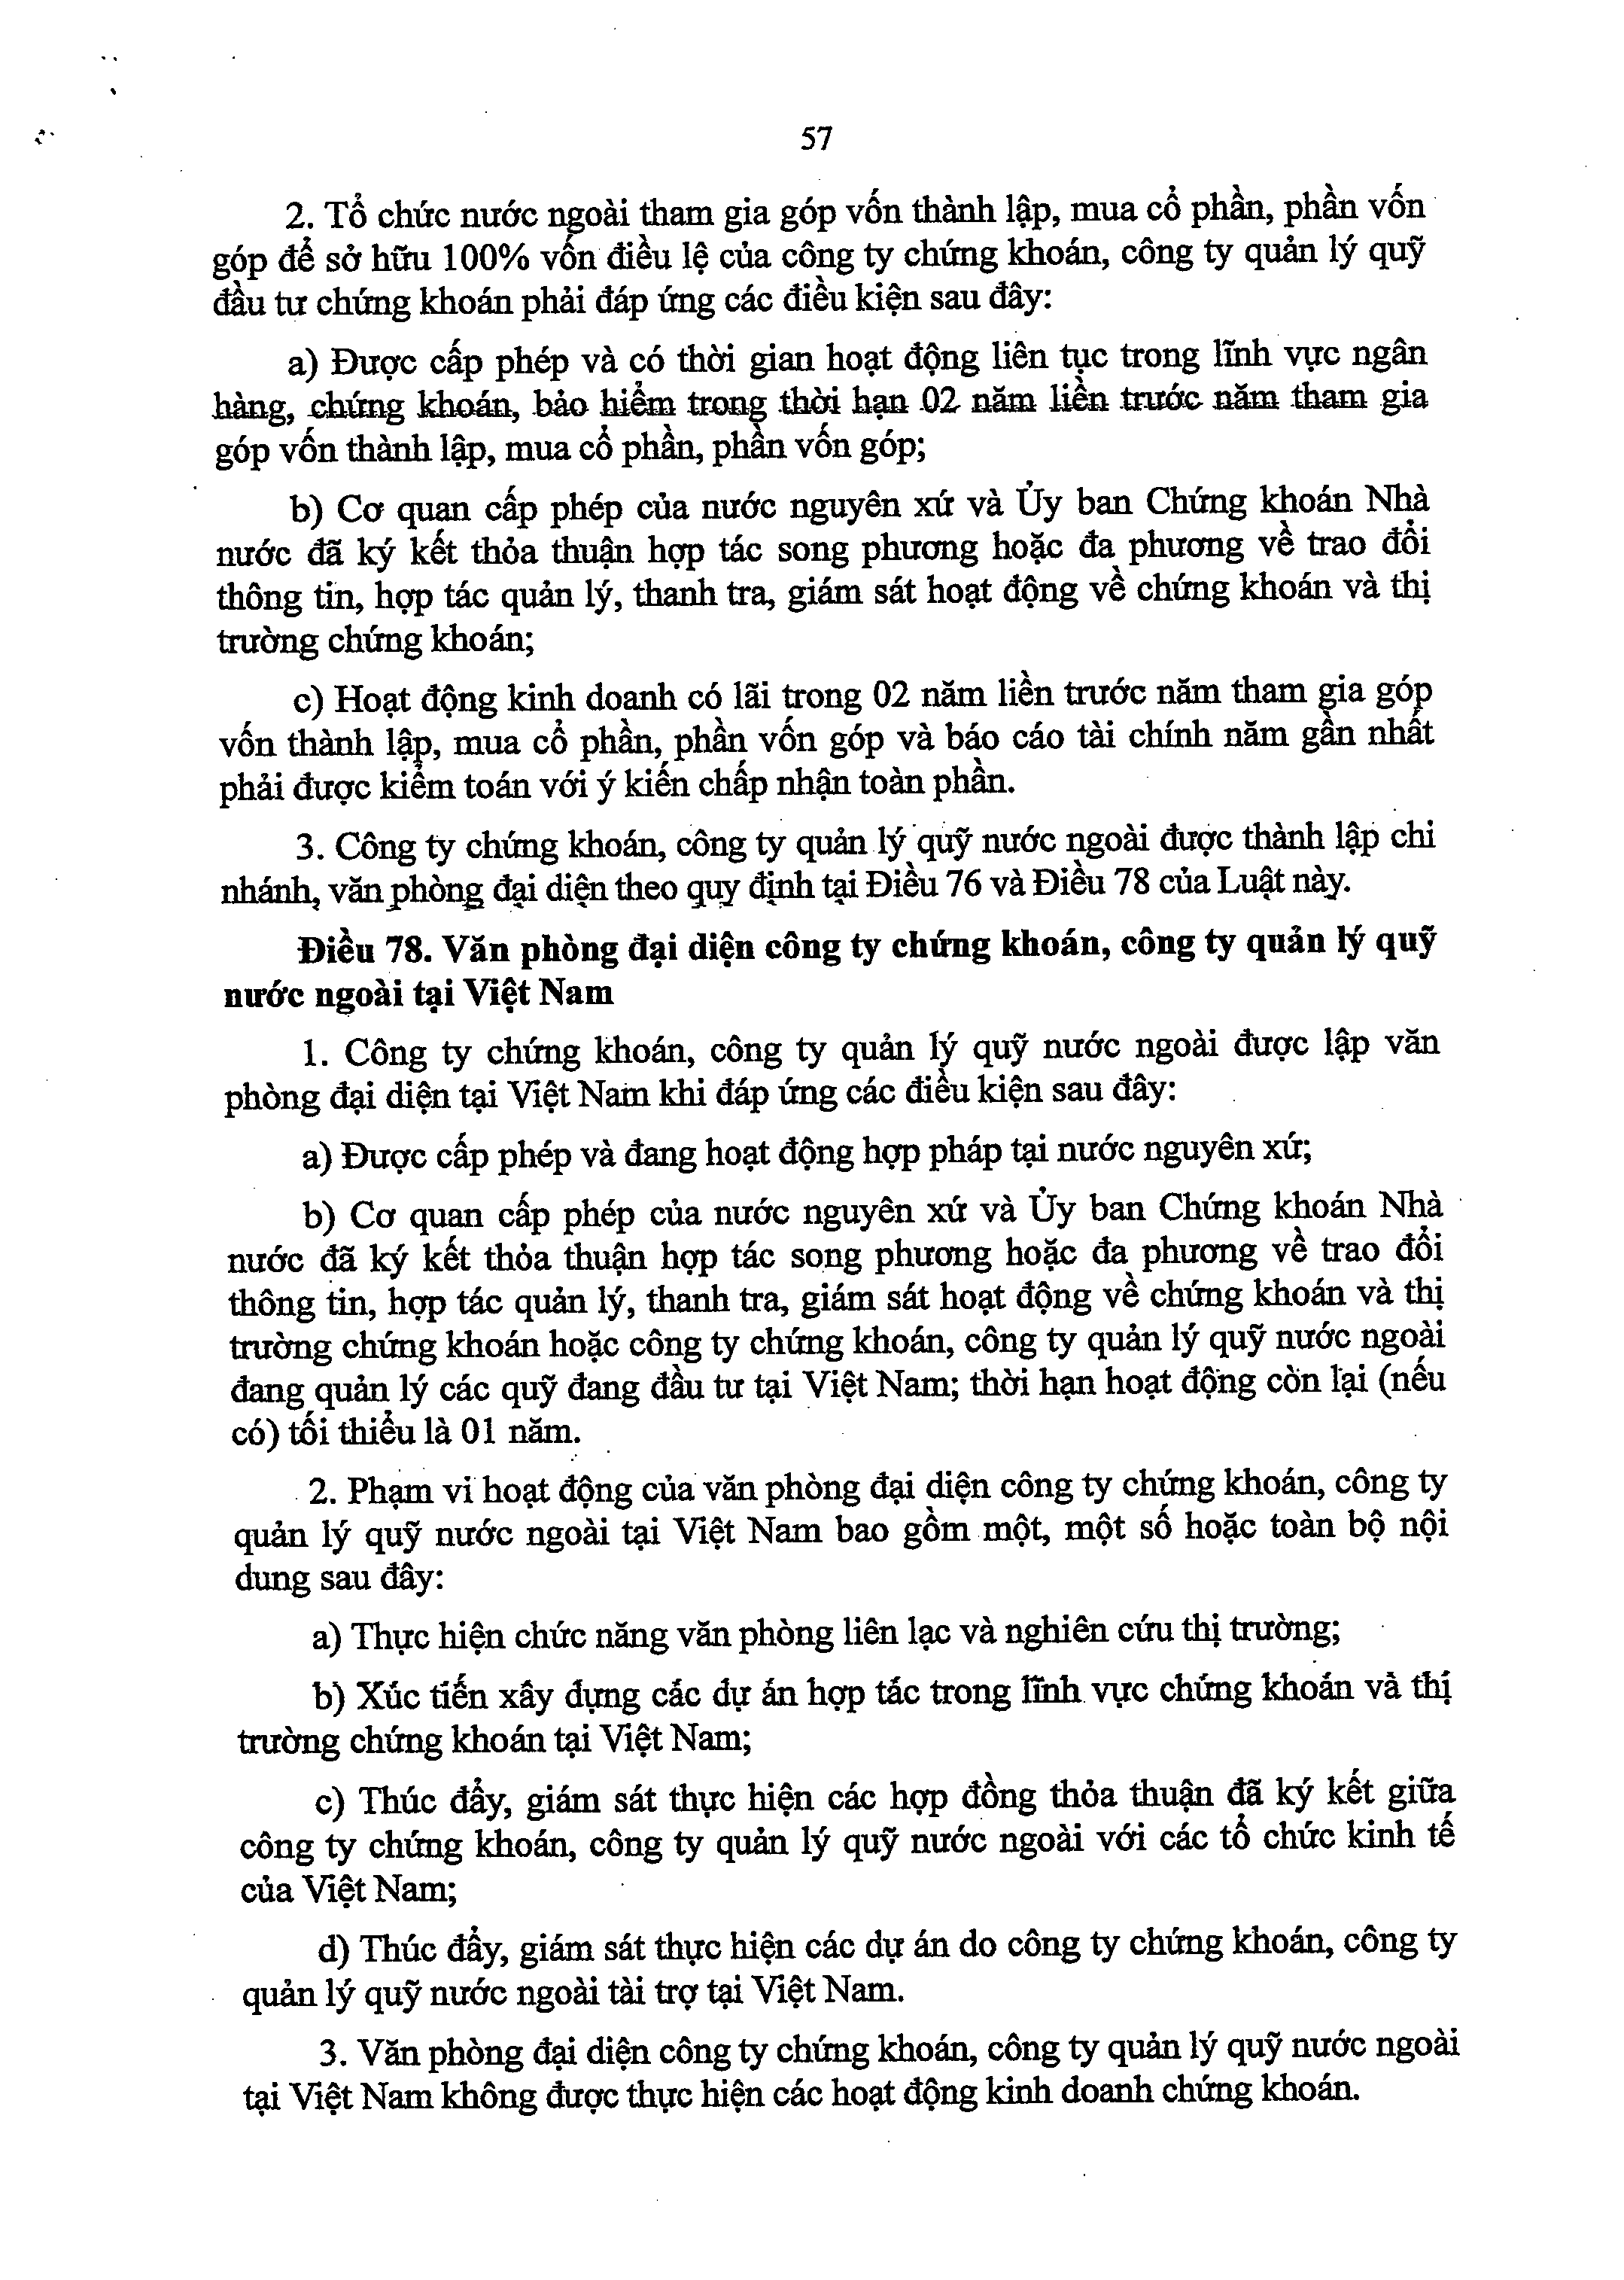 57
2. Tổ chức nước ngoài tham gia góp vốn thành lập, mua cổ phần, phần vốn
góp để sở hữu 100% vốn điều lệ của công ty chứng khoán, công ty quản lý quỹ
đầu tư chứng khoán phải đáp ứng các điều kiện sau đây:
a) Được cấp phép và có thời gian hoạt động liên tục trong lĩnh vực ngân
hàng, chứng khoán, bảo hiểm trong thời hạn 02 năm liền trước năm tham gia
góp vốn thành lập, mua cổ phần, phần vốn góp;
b) Cơ quan cấp phép của nước nguyên xứ và Ủy ban Chứng khoán Nhà
nước đã ký kết thỏa thuận hợp tác song phương hoặc đa phương về trao đổi
thông tin, hợp tác quản lý, thanh tra, giám sát hoạt động về chứng khoán và thị
trường chứng khoán;
c) Hoạt động kinh doanh có lãi trong 02 năm liền trước năm tham gia góp
vốn thành lập, mua cổ phần, phần vốn góp và báo cáo tài chính năm gần nhất
phải được kiểm toán với ý kiến chấp nhận toàn phần.
3. Công ty chứng khoán, công ty quản lý quỹ nước ngoài được thành lập chi
nhánh, văn phòng đại diện theo quy định tại Điều 76 và Điều 78 của Luật này.
Điều 78. Văn phòng đại diện công ty chứng khoán, công ty quản lý quỹ
nước ngoài tại Việt Nam
1. Công ty chứng khoán, công ty quản lý quỹ nước ngoài được lập văn
phòng đại diện tại Việt Nam khi đáp ứng các điều kiện sau đây:
a) Được cấp phép và đang hoạt động hợp pháp tại nước nguyên xứ;
b) Cơ quan cấp phép của nước nguyên xứ và Ủy ban Chứng khoán Nhà
nước đã ký kết thỏa thuận hợp tác song phương hoặc đa phương về trao đổi
thông tin, hợp tác quản lý, thanh tra, giám sát hoạt động về chứng khoán và thị
trường chứng khoán hoặc công ty chứng khoán, công ty quản lý quỹ nước ngoài
đang quản lý các quỹ đang đầu tư tại Việt Nam; thời hạn hoạt động còn lại (nếu
có) tối thiểu là 01 năm.
2. Phạm vi hoạt động của văn phòng đại diện công ty chứng khoán, công ty
quản lý quỹ nước ngoài tại Việt Nam bao gồm một, một số hoặc toàn bộ nội
dung sau đây:
a) Thực hiện chức năng văn phòng liên lạc và nghiên cứu thị trường;
b) Xúc tiến xây dựng các dự án hợp tác trong lĩnh vực chứng khoán và thị
trường chứng khoán tại Việt Nam;
c) Thúc đẩy, giám sát thực hiện các hợp đồng thỏa thuận đã ký kết giữa
công ty chứng khoán, công ty quản lý quỹ nước ngoài với các tổ chức kinh tế
của Việt Nam;
d) Thúc đẩy, giám sát thực hiện các dự án do công ty chứng khoán, công ty
quản lý quỹ nước ngoài tài trợ tại Việt Nam.
3. Văn phòng đại diện công ty chứng khoán, công ty quản lý quỹ nước ngoài
tại Việt Nam không được thực hiện các hoạt động kinh doanh chứng khoán.